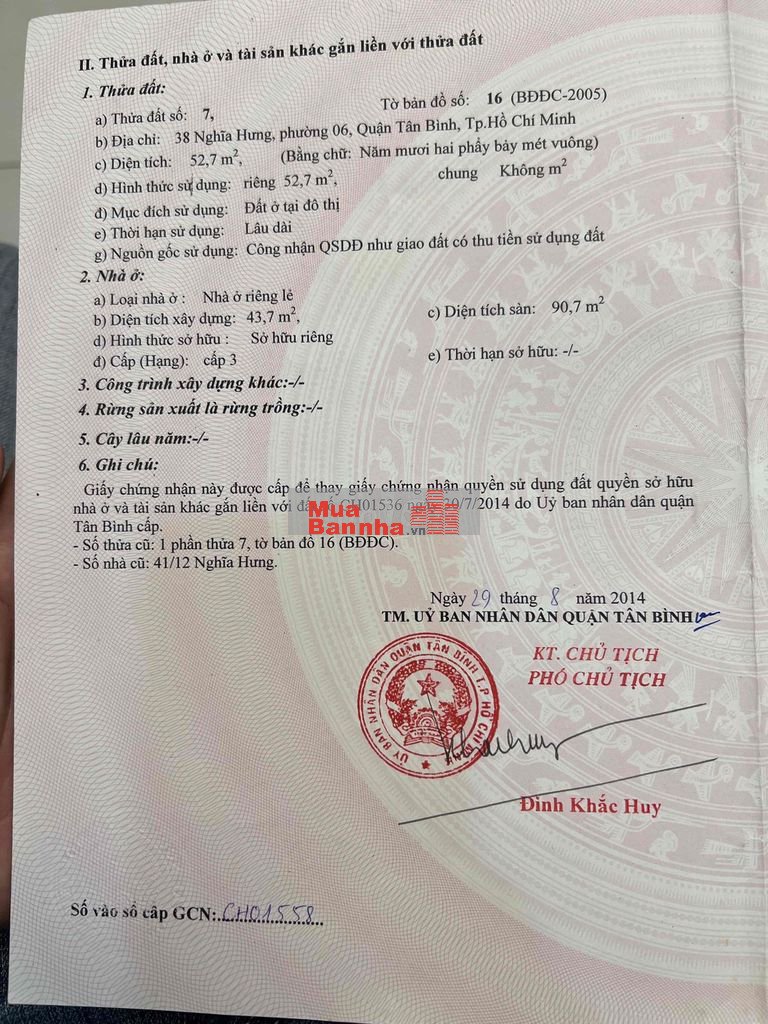 II. Thửa đất, nhà ở và tài sản khác gắn liền với thửa đất
1. Thửa đất:
a) Thửa đất số: 7, Tờ bản đồ số: 16 (BĐĐC-2005)
b) Địa chỉ: 38 Nghĩa Hưng, phường 06, Quận Tân Bình, Tp.Hồ Chí Minh
c) Diện tích: 52,7 m², (Bằng chữ: Năm mươi hai phẩy bảy mét vuông)
d) Hình thức sử dụng: riêng 52,7 m², chung Không m²
đ) Mục đích sử dụng: Đất ở tại đô thị
e) Thời hạn sử dụng: Lâu dài
g) Nguồn gốc sử dụng: Công nhận QSDĐ như giao đất có thu tiền sử dụng đất
2. Nhà ở:
a) Loại nhà ở : Nhà ở riêng lẻ
b) Diện tích xây dựng: 43,7 m², c) Diện tích sàn: 90,7 m²
d) Hình thức sở hữu : Sở hữu riêng
đ) Cấp (Hạng): cấp 3 e) Thời hạn sở hữu: -/-
3. Công trình xây dựng khác:-/-
4. Rừng sản xuất là rừng trồng:-/-
5. Cây lâu năm:-/-
6. Ghi chú:
Giấy chứng nhận này được cấp để thay giấy chứng nhận quyền sử dụng đất quyền sở hữu
nhà ở và tài sản khác gắn liền với đất số CH01536 ngày /7/2014 do Uỷ ban nhân dân quận
Tân Bình cấp.
Mua
Bannha.vn
- Số thửa cũ: 1 phần thửa 7, tờ bản đồ 16 (BĐĐC).
- Số nhà cũ: 41/12 Nghĩa Hưng.
Ngày 29 tháng 8 năm 2014
TM. UỶ BAN NHÂN DÂN QUẬN TÂN BÌNH
KT. CHỦ TỊCH
PHÓ CHỦ TỊCH
ỦY BAN NHÂN DÂN QUẬN TÂN BÌNH T.P HỒ CHÍ MINH
Đinh Khắc Huy
Số vào sổ cấp GCN: CH01558